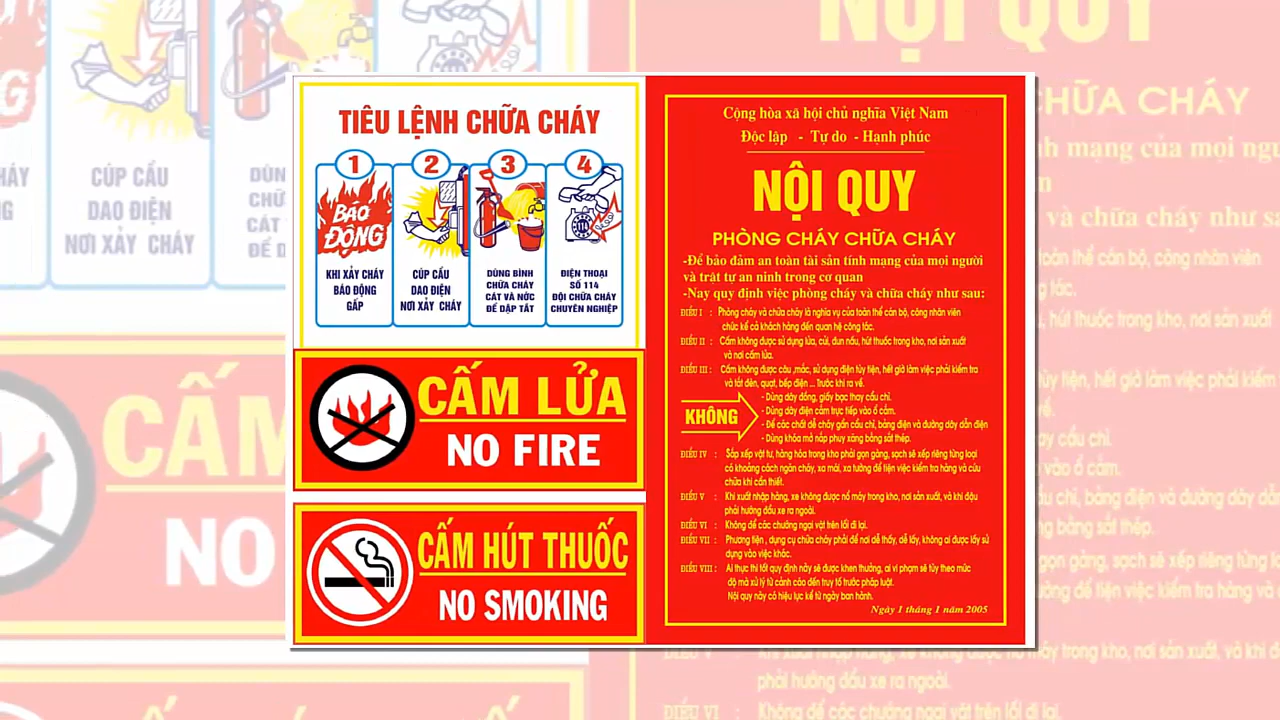 TIÊU LỆNH CHỮA CHÁY
1
BÁO
ĐỘNG
KHI XẢY CHÁY
BÁO ĐỘNG
GẤP
2
CÚP CẦU
DAO ĐIỆN
NƠI XẢY CHÁY
3
DÙNG BÌNH
CHỮA CHÁY
CÁT VÀ NƯỚC
ĐỂ DẬP TẮT
4
ĐIỆN THOẠI
SỐ 114
ĐỘI CHỮA CHÁY
CHUYÊN NGHIỆP
CẤM LỬA
NO FIRE
CẤM HÚT THUỐC
NO SMOKING
Cộng hòa xã hội chủ nghĩa Việt Nam
Độc lập - Tự do - Hạnh phúc
NỘI QUY
PHÒNG CHÁY CHỮA CHÁY
-Để bảo đảm an toàn tài sản tính mạng của mọi người
và trật tự an ninh trong cơ quan
-Nay quy định việc phòng cháy và chữa cháy như sau:
ĐIỀU I : Phòng cháy và chữa cháy là nghĩa vụ của toàn thể cán bộ, công nhân viên
chức kể cả khách hàng đến quan hệ công tác.
ĐIỀU II : Cấm không được sử dụng lửa, củi, đun nấu, hút thuốc trong kho, nơi sản xuất
và nơi cấm lửa.
ĐIỀU III : Cấm không được câu ,mắc, sử dụng điện tùy tiện, hết giờ làm việc phải kiểm tra
và tắt đèn, quạt, bếp điện ... Trước khi ra về.
KHÔNG
- Dùng dây đồng, giấy bạc thay cầu chì.
- Dùng dây điện cắm trực tiếp vào ổ cắm.
- Để các chất dễ cháy gần cầu chì, bảng điện và đường dây dẫn điện
- Dùng khóa mở nắp phuy xăng bằng sắt thép.
ĐIỀU IV : Sắp xếp vật tư, hàng hóa trong kho phải gọn gàng, sạch sẽ xếp riêng từng loại
có khoảng cách ngăn cháy, xa mái, xa tường để tiện việc kiểm tra hàng và cứu
chữa khi cần thiết.
ĐIỀU V : Khi xuất nhập hàng, xe không được nổ máy trong kho, nơi sản xuất, và khi đậu
phải hướng đầu xe ra ngoài.
ĐIỀU VI : Không để các chướng ngại vật trên lối đi lại.
ĐIỀU VII : Phương tiện , dụng cụ chữa cháy phải để nơi dễ thấy, dễ lấy, không ai được lấy sử
dụng vào việc khác.
ĐIỀU VIII : Ai thực thi tốt quy định này sẽ được khen thưởng, ai vi phạm sẽ tùy theo mức
độ mà xử lý từ cảnh cáo đến truy tố trước pháp luật.
Nội quy này có hiệu lực kể từ ngày ban hành.
Ngày 1 tháng 1 năm 2005